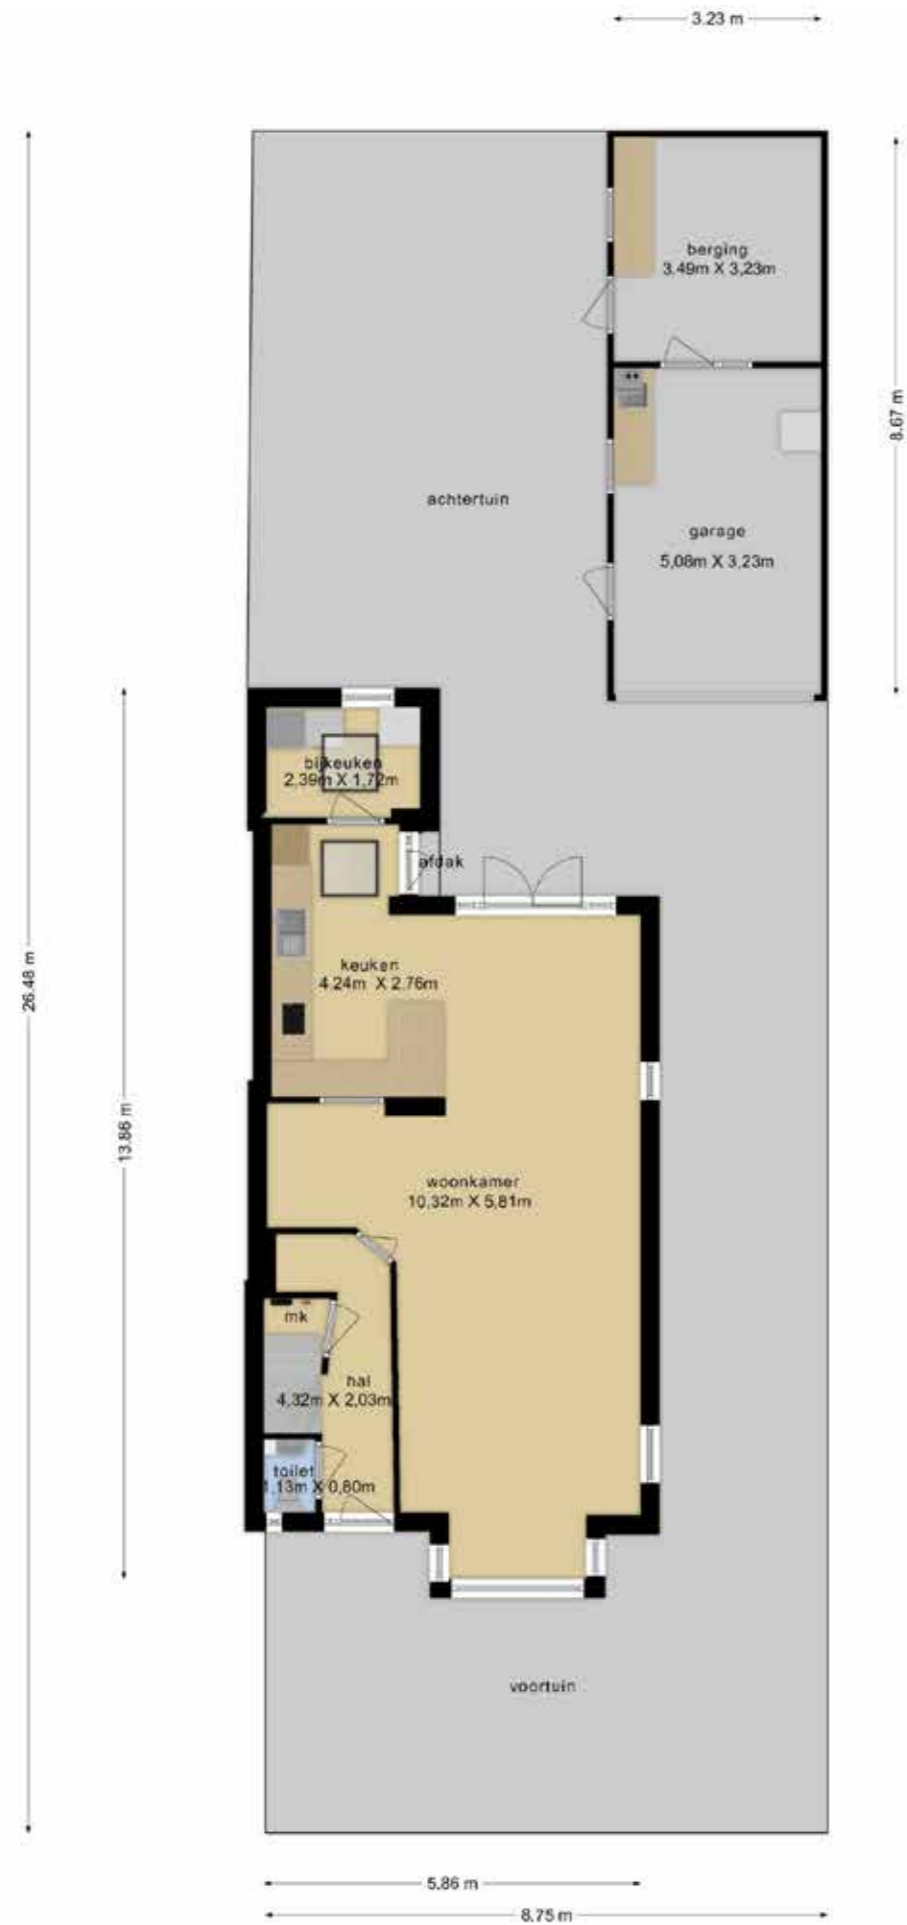 3.23 m
berging
3.49m X 3,23m
8.67 m
achtertuin
garage
5,08m X 3,23m
bijkeuken
2,39m X 1,72m
afdak
keuken
4.24m X 2.76m
26.48 m
13.86 m
woonkamer
10,32m X 5,81m
mk
hal
4,32m X 2,03m
toilet
1,13m X 0,80m
voortuin
5.86 m
8.75 m